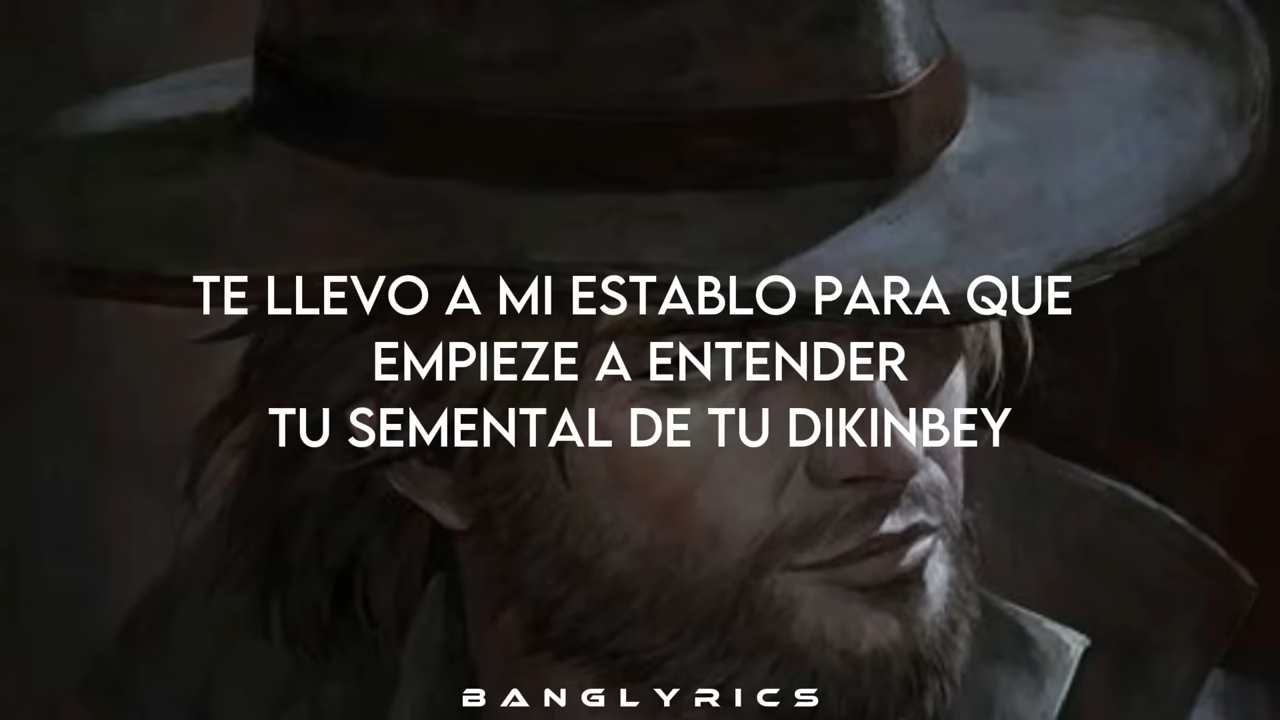 TE LLEVO A MI ESTABLO PARA QUE
EMPIEZE A ENTENDER
TU SEMENTAL DE TU DIKINBEY
BANGLYRICS